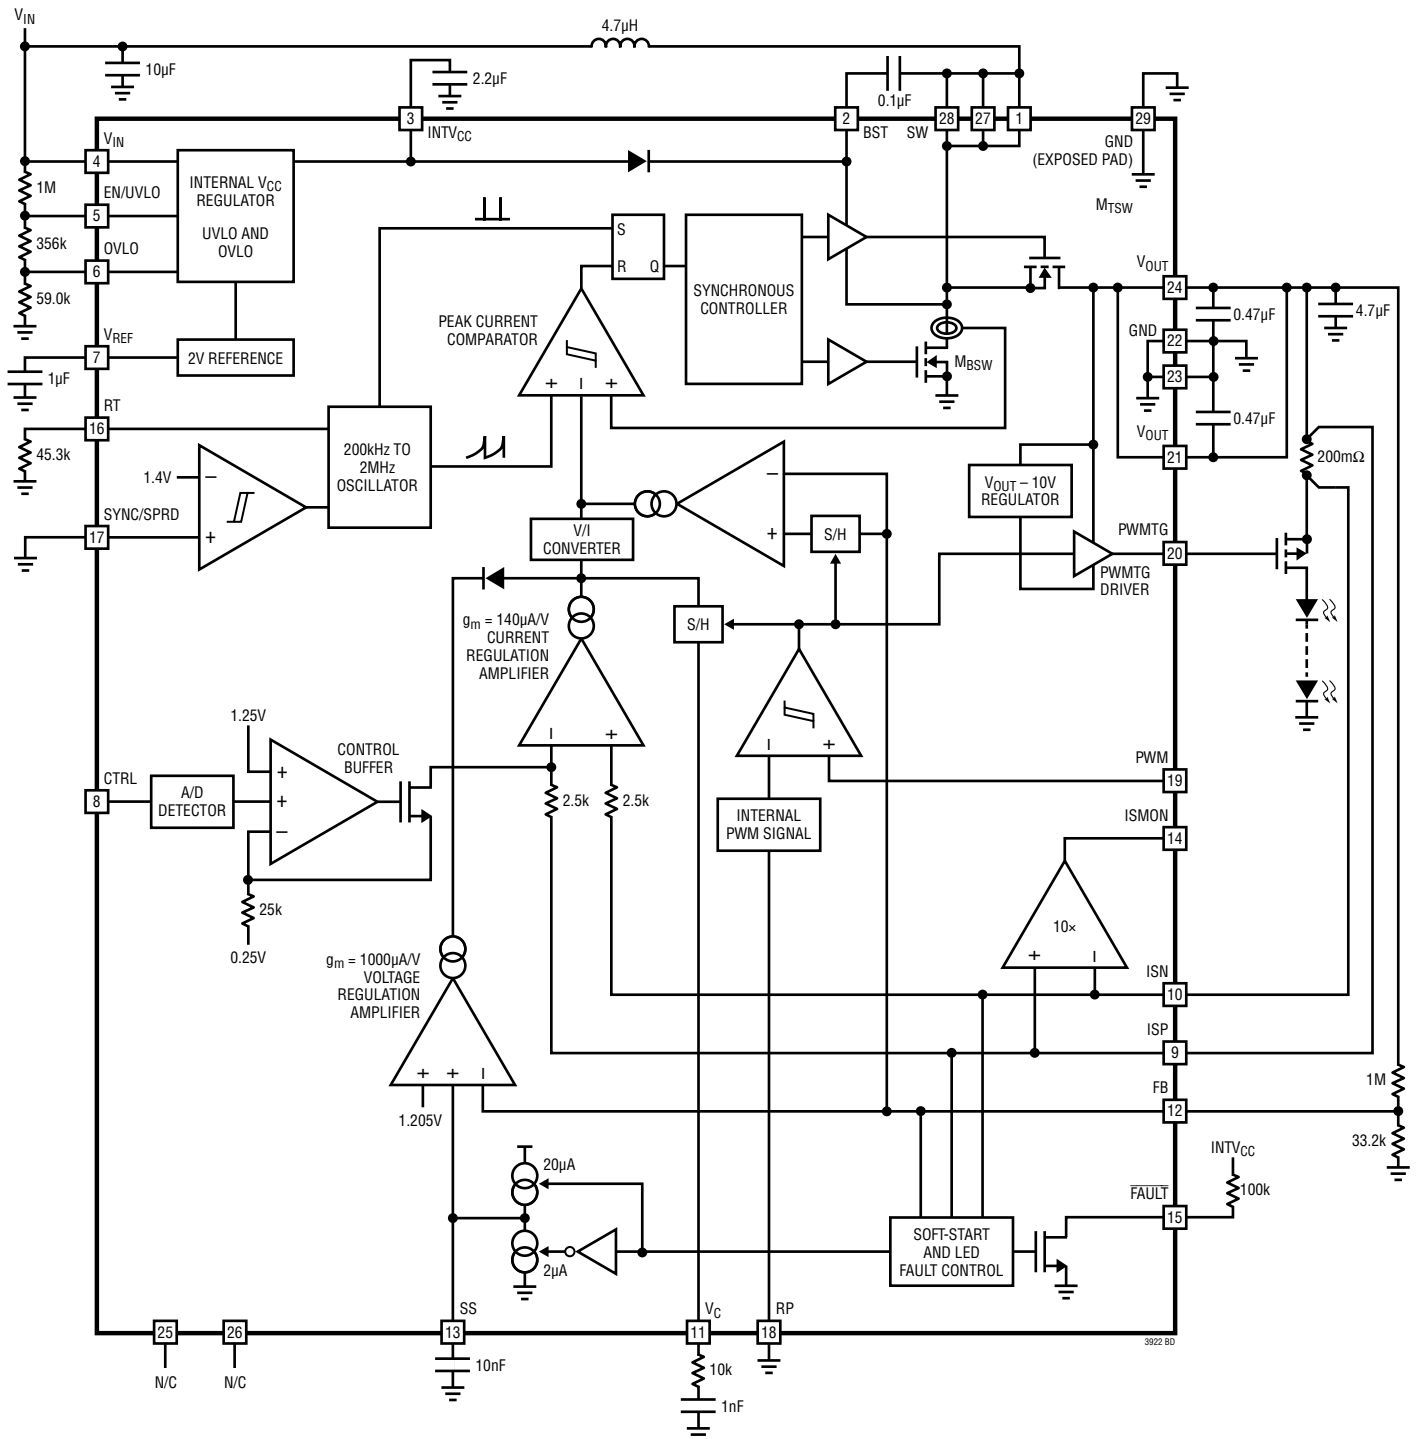 VIN
4.7µH
10µF
2.2µF
0.1µF
3
INTVCC
2
BST
SW
28
27
1
29
GND
(EXPOSED PAD)
VIN
4
1M
EN/UVLO
5
356k
OVLO
6
59.0k
INTERNAL VCC
REGULATOR
UVLO AND
OVLO
MTSW
S
R
Q
SYNCHRONOUS
CONTROLLER
PEAK CURRENT
COMPARATOR
+
–
+
MBSW
VOUT
24
0.47µF
4.7µF
GND
22
23
0.47µF
VOUT
21
200mΩ
VREF
7
2V REFERENCE
1µF
RT
16
45.3k
200kHz TO
2MHz
OSCILLATOR
1.4V
–
+
SYNC/SPRD
17
V/I
CONVERTER
–
+
S/H
VOUT – 10V
REGULATOR
PWMTG
20
PWMTG
DRIVER
gm = 140µA/V
CURRENT
REGULATION
AMPLIFIER
S/H
–
+
–
+
1.25V
CONTROL
BUFFER
CTRL
8
A/D
DETECTOR
+
+
–
25k
0.25V
2.5k
2.5k
INTERNAL
PWM SIGNAL
PWM
19
ISMON
14
10×
+
–
gm = 1000µA/V
VOLTAGE
REGULATION
AMPLIFIER
+
+
–
1.205V
ISN
10
ISP
9
FB
12
1M
33.2k
INTVCC
100k
FAULT
15
20µA
2µA
SOFT-START
AND LED
FAULT CONTROL
25
N/C
26
N/C
SS
13
10nF
VC
11
10k
1nF
RP
18
3922 BD